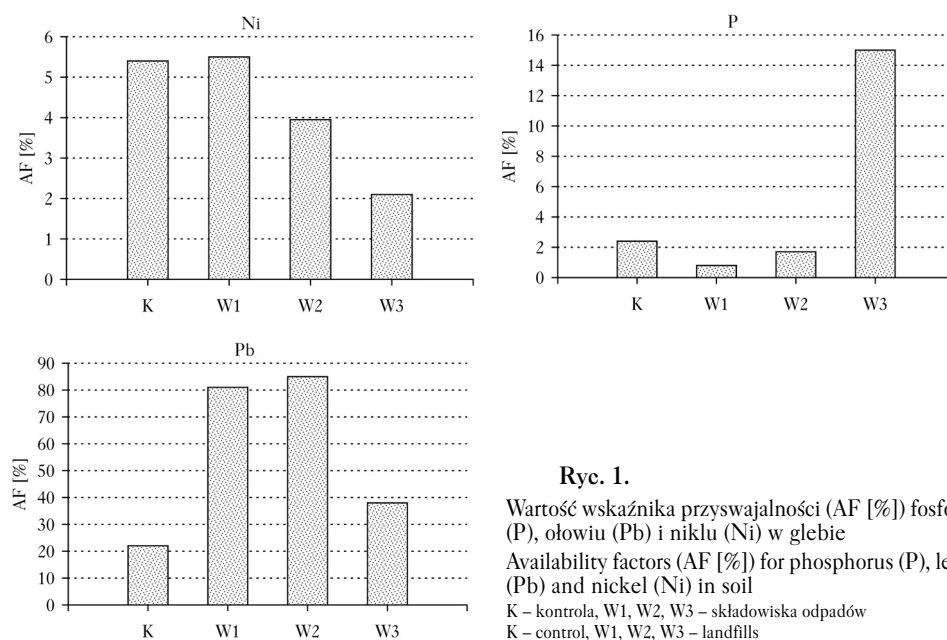 Ni
6
5
4
3
2
1
0
AF [%]
K W1 W2 W3
P
16
14
12
10
8
6
4
2
0
AF [%]
K W1 W2 W3
Pb
90
80
70
60
50
40
30
20
10
0
AF [%]
K W1 W2 W3
Ryc. 1.
Wartość wskaźnika przyswajalności (AF [%])
(P), ołowiu (Pb) i niklu (Ni) w glebie
Availability factors (AF [%]) for phosphorus (P),
(Pb) and nickel (Ni) in soil
K – kontrola, W1, W2, W3 – składowiska odpadów
K – control, W1, W2, W3 – landfills